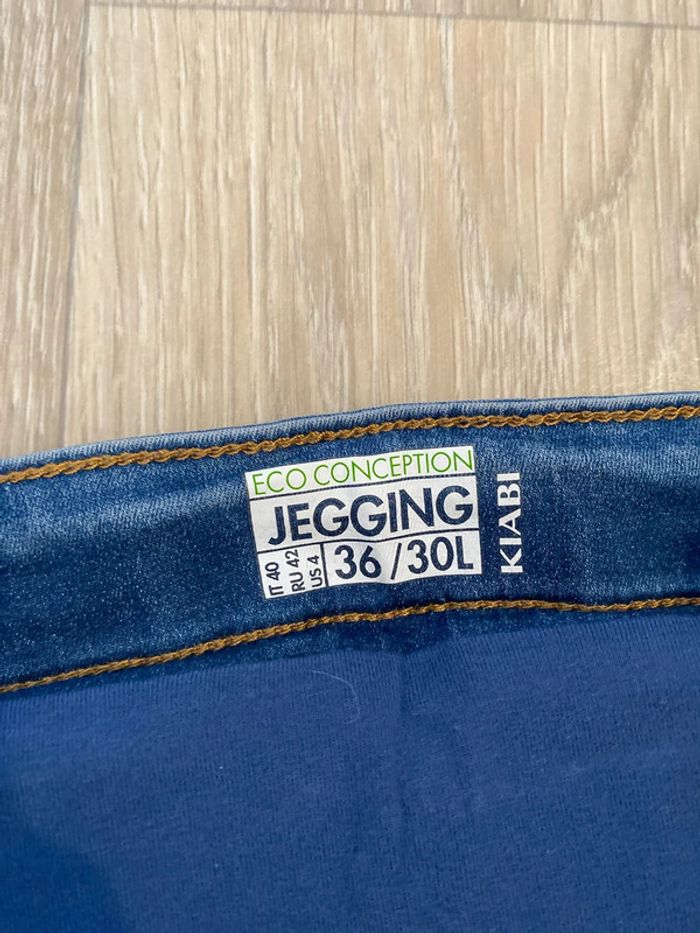 ECO CONCEPTION
JEGGING
IT 40
RU 42
US 4
36/30L
KIABI